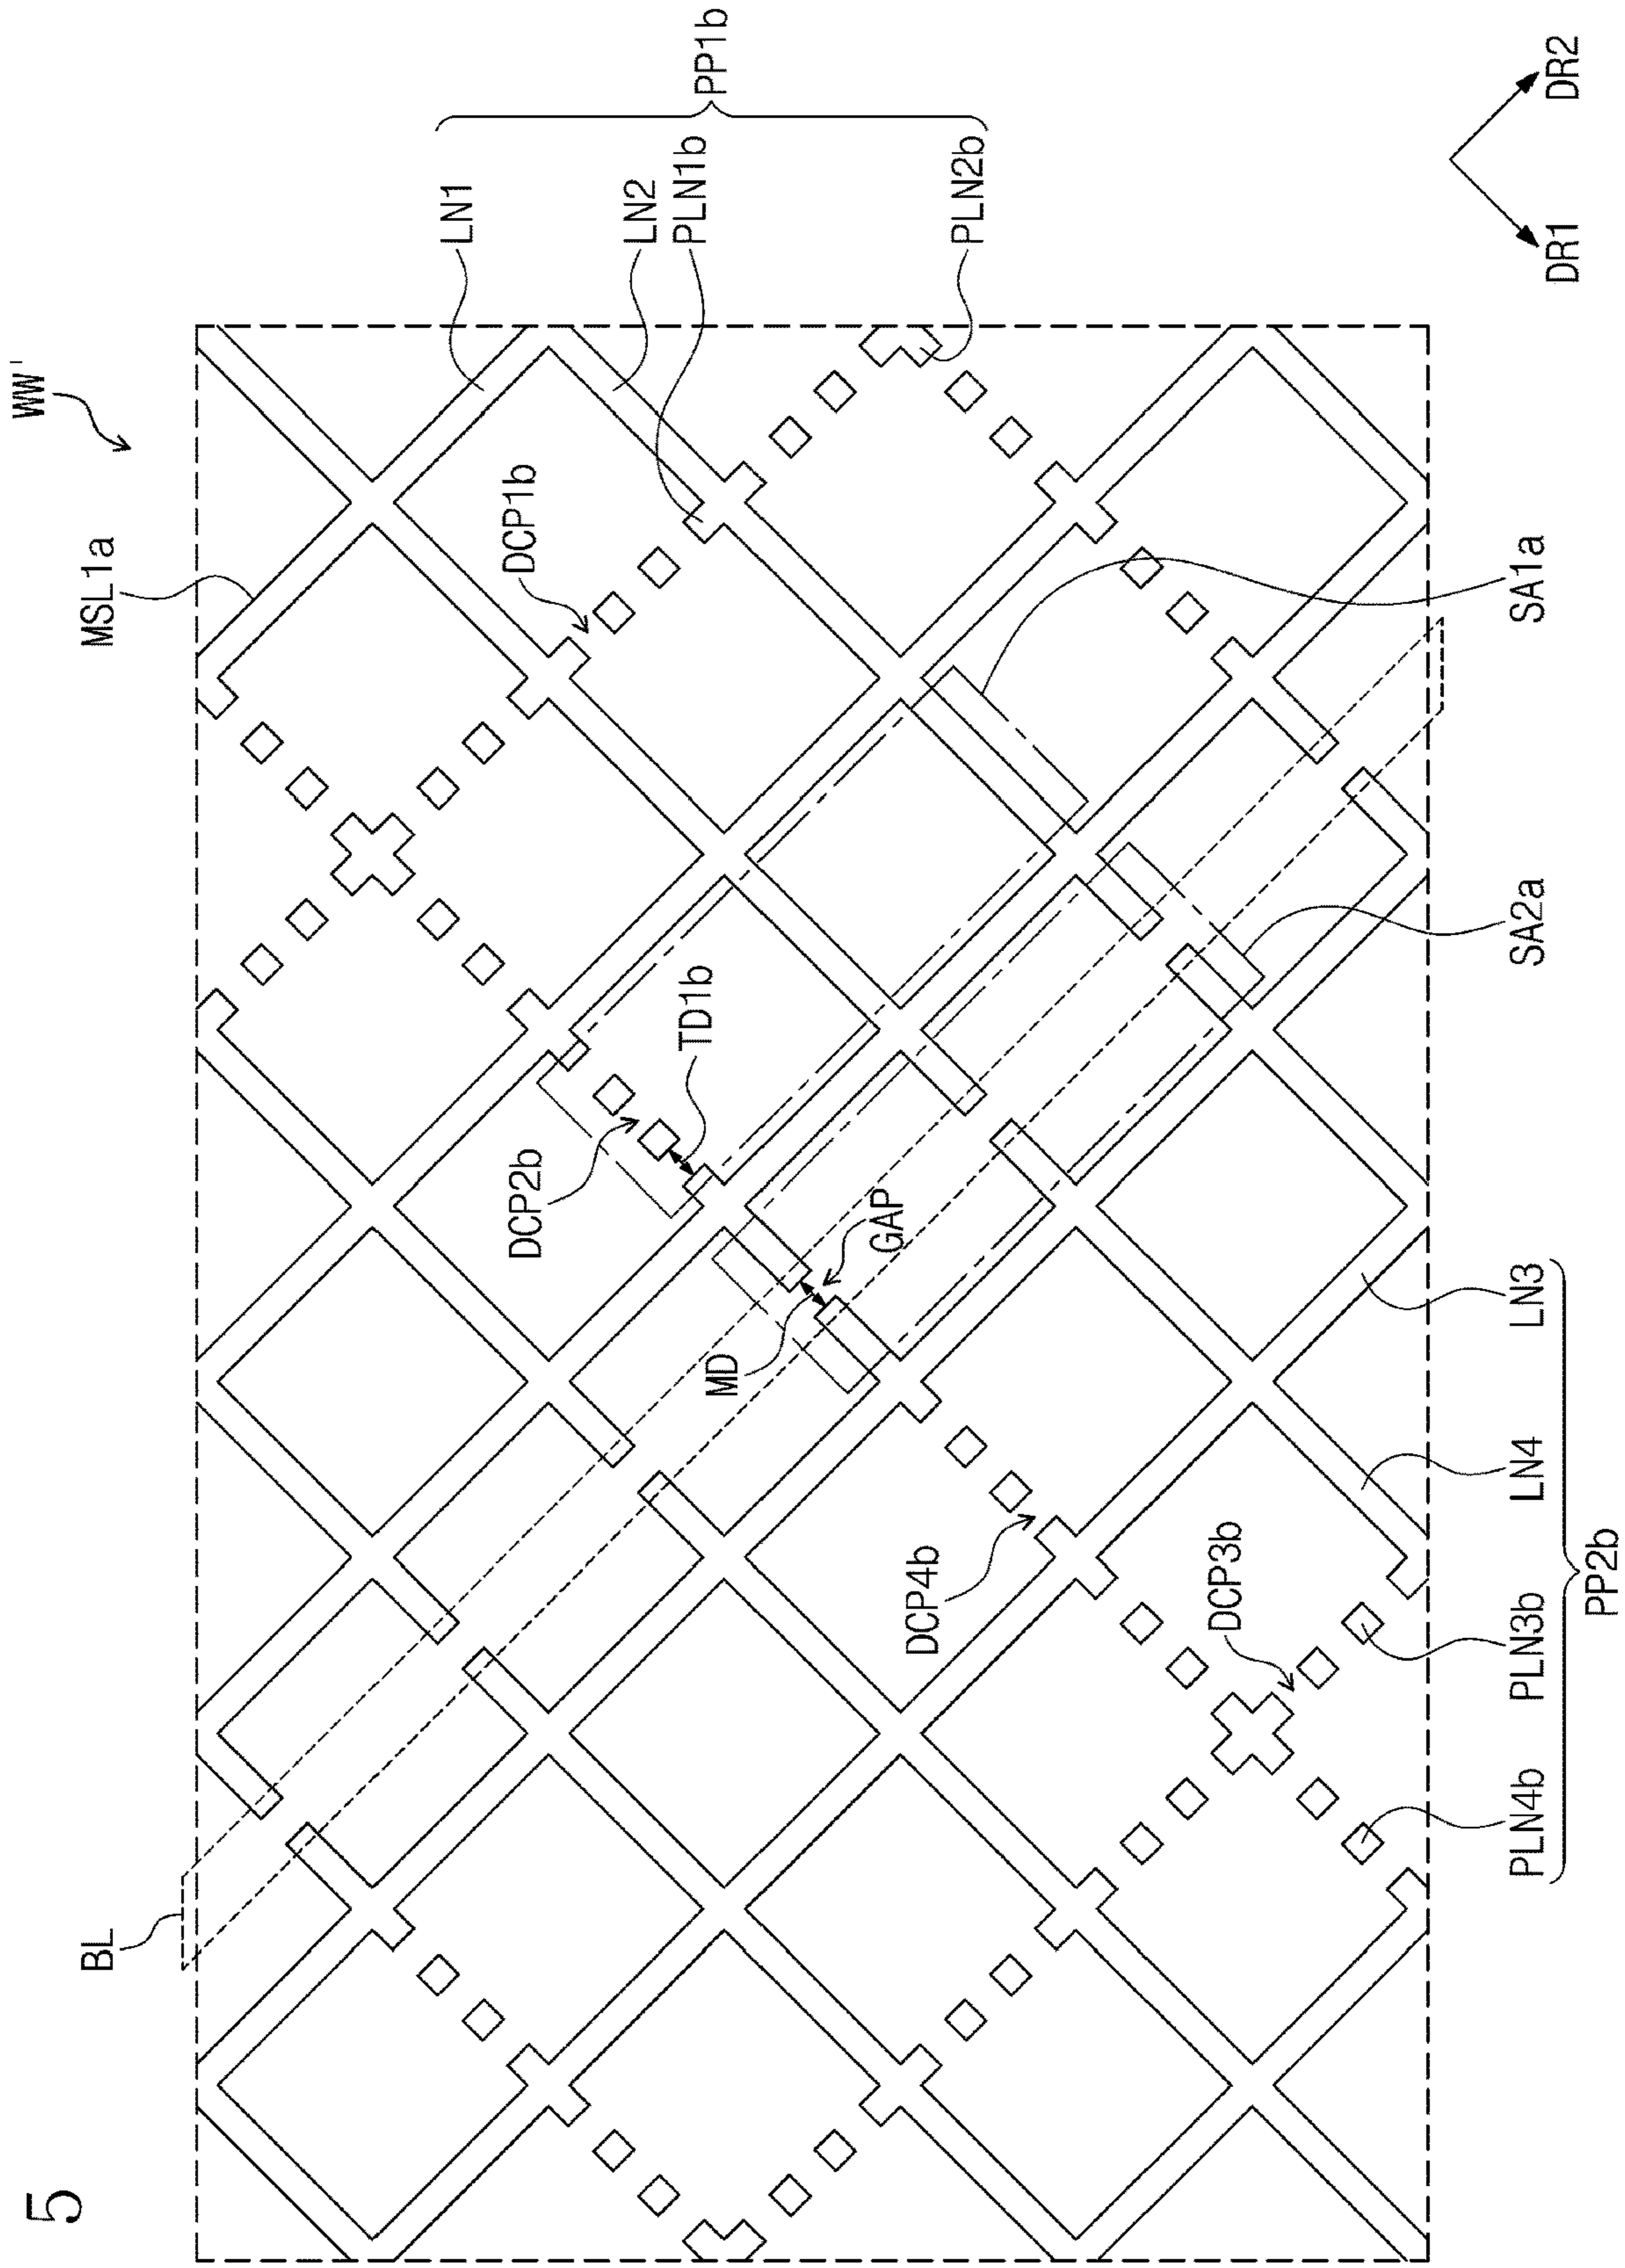 5
WW'
MSL1a
LN1
LN2
PLN1b
PLN2b
PP1b
DCP1b
DCP2b
TD1b
GAP
MD
BL
SA1a
SA2a
DCP4b
DCP3b
LN3
LN4
PLN3b
PLN4b
PP2b
DR1
DR2